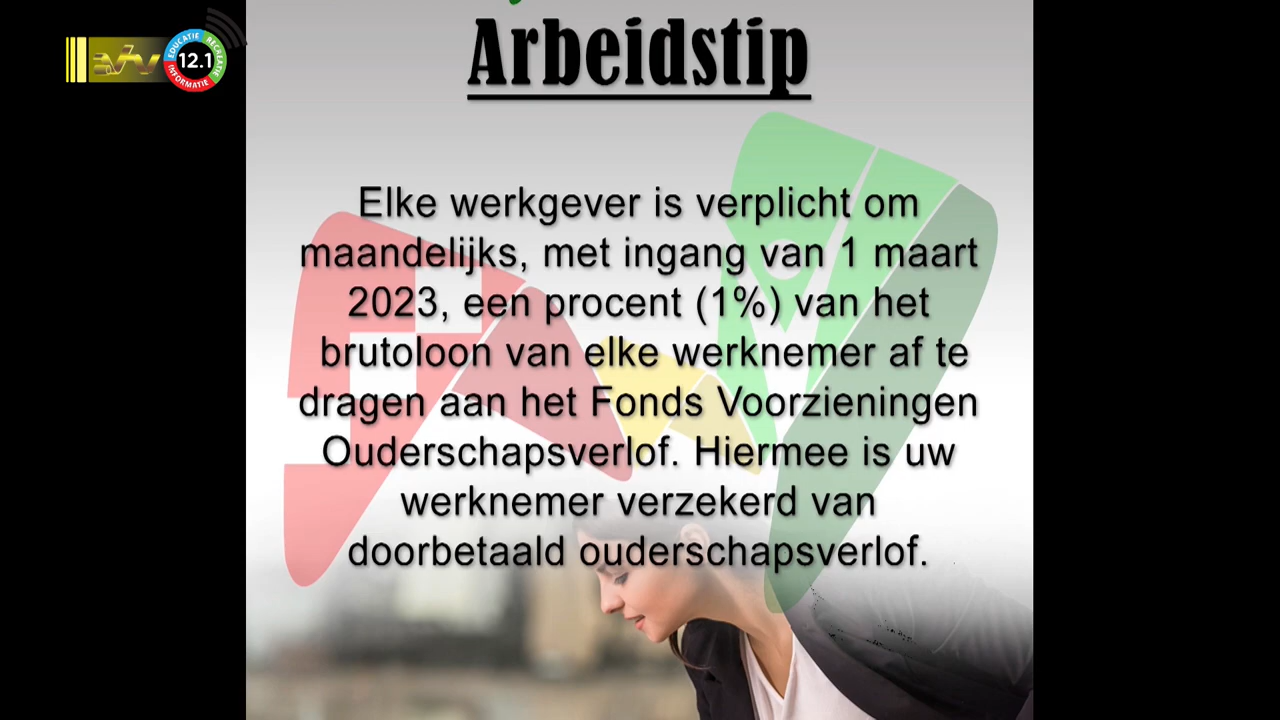 ATV
12.1
EDUCATIE
RECREATIE
INFORMATIE
Arbeidstip
Elke werkgever is verplicht om
maandelijks, met ingang van 1 maart
2023, een procent (1%) van het
brutoloon van elke werknemer af te
dragen aan het Fonds Voorzieningen
Ouderschapsverlof. Hiermee is uw
werknemer verzekerd van
doorbetaald ouderschapsverlof.